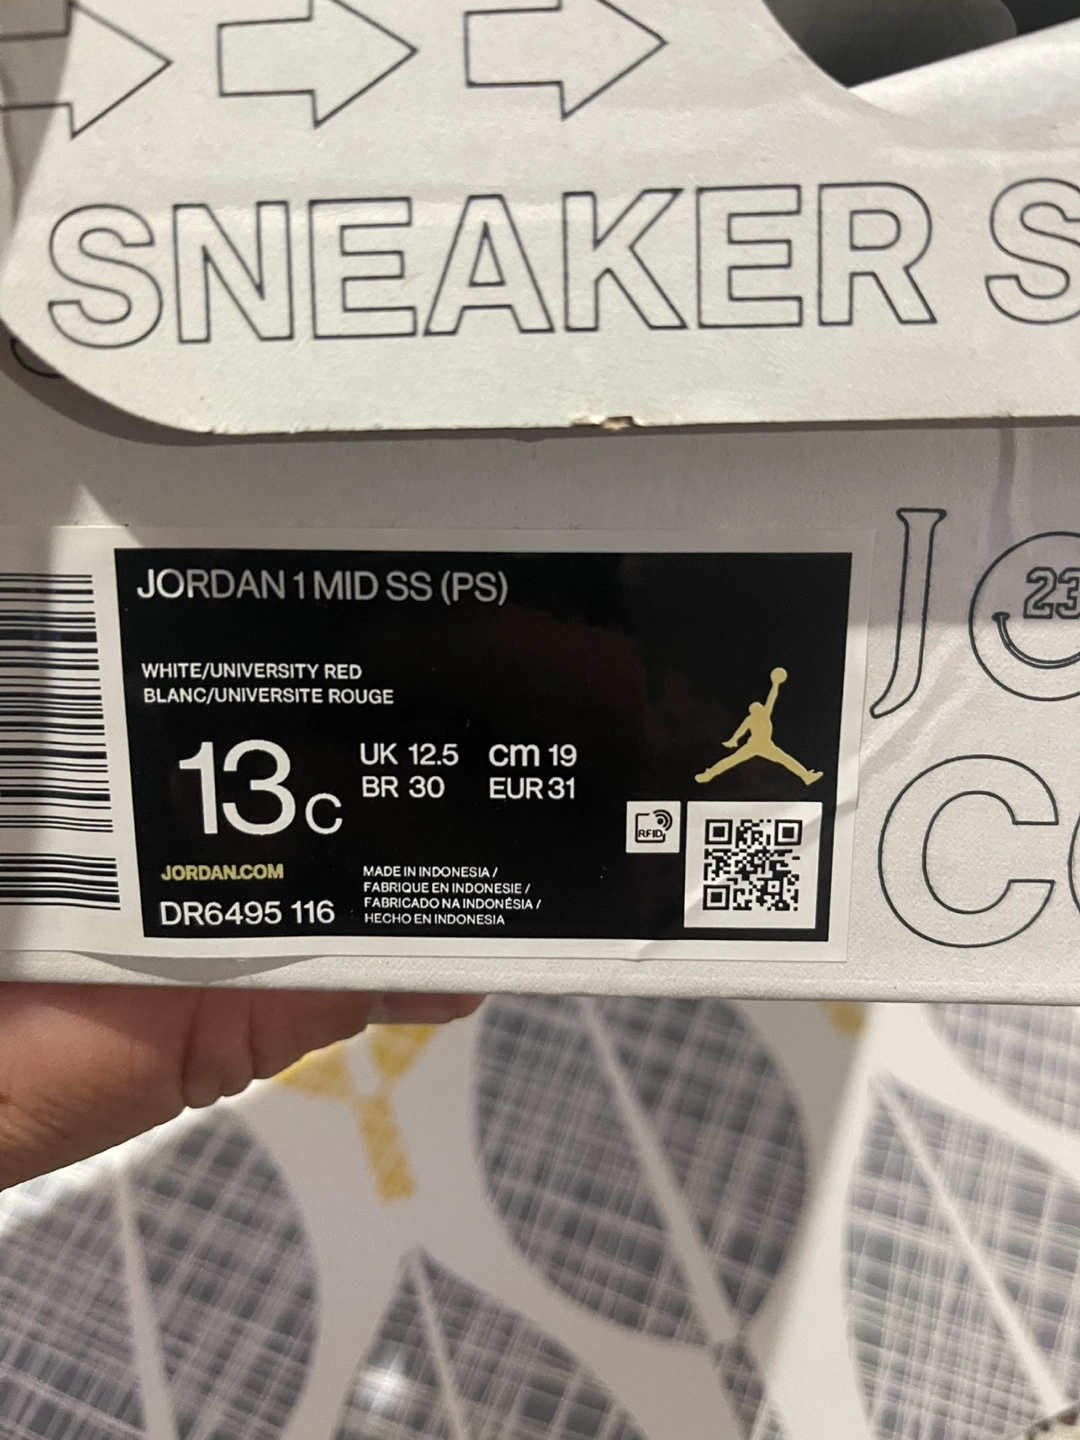 SNEAKER S
JORDAN 1 MID SS (PS)
WHITE/UNIVERSITY RED
BLANC/UNIVERSITE ROUGE
13C
UK 12.5 cm 19
BR 30 EUR 31
RFID
JORDAN.COM
DR6495 116
MADE IN INDONESIA /
FABRIQUE EN INDONESIE /
FABRICADO NA INDONÉSIA /
HECHO EN INDONESIA
J
23
C